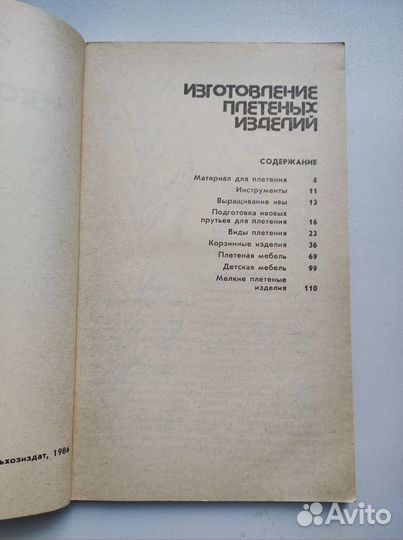 ИЗГОТОВЛЕНИЕ
ПЛЕТЕНЫХ
ИЗДЕЛИЙ
СОДЕРЖАНИЕ
Материал для плетения 4
Инструменты 11
Выращивание ивы 13
Подготовка ивовых
прутьев для плетения 16
Виды плетения 23
Корзинные изделия 36
Плетеная мебель 69
Детская мебель 99
Мелкие плетеные
изделия 110
ьхозиздат, 1986
Avito